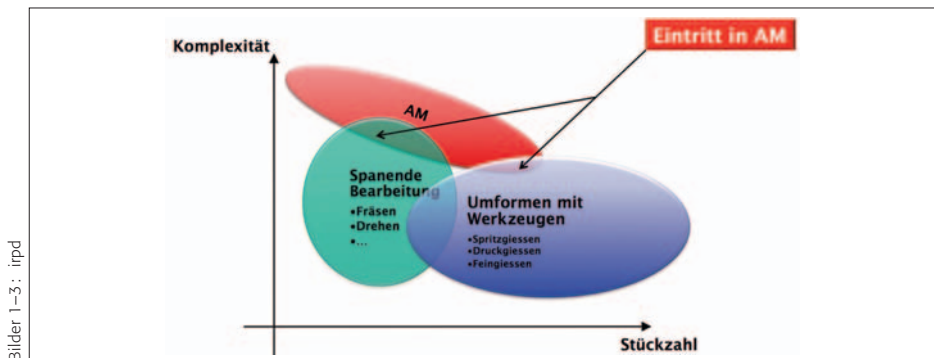 Eintritt in AM
Komplexität
AM
Spanende
Bearbeitung
•Fräsen
•Drehen
•...
Umformen mit
Werkzeugen
•Spritzgiessen
•Druckgiessen
•Feingiessen
Stückzahl
Bilder 1–3: irpd